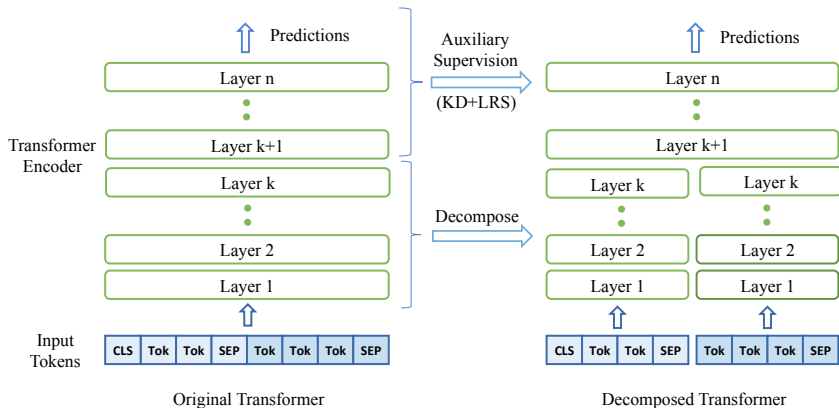 Predictions
Auxiliary
Supervision
(KD+LRS)
Predictions
Layer n
Layer n
Transformer
Encoder
Layer k+1
Layer k+1
Layer k
Layer k
Layer k
Decompose
Layer 2
Layer 2
Layer 2
Layer 1
Layer 1
Layer 1
Input
Tokens
CLS Tok Tok SEP Tok Tok Tok SEP
CLS Tok Tok SEP
Tok Tok Tok SEP
Original Transformer
Decomposed Transformer